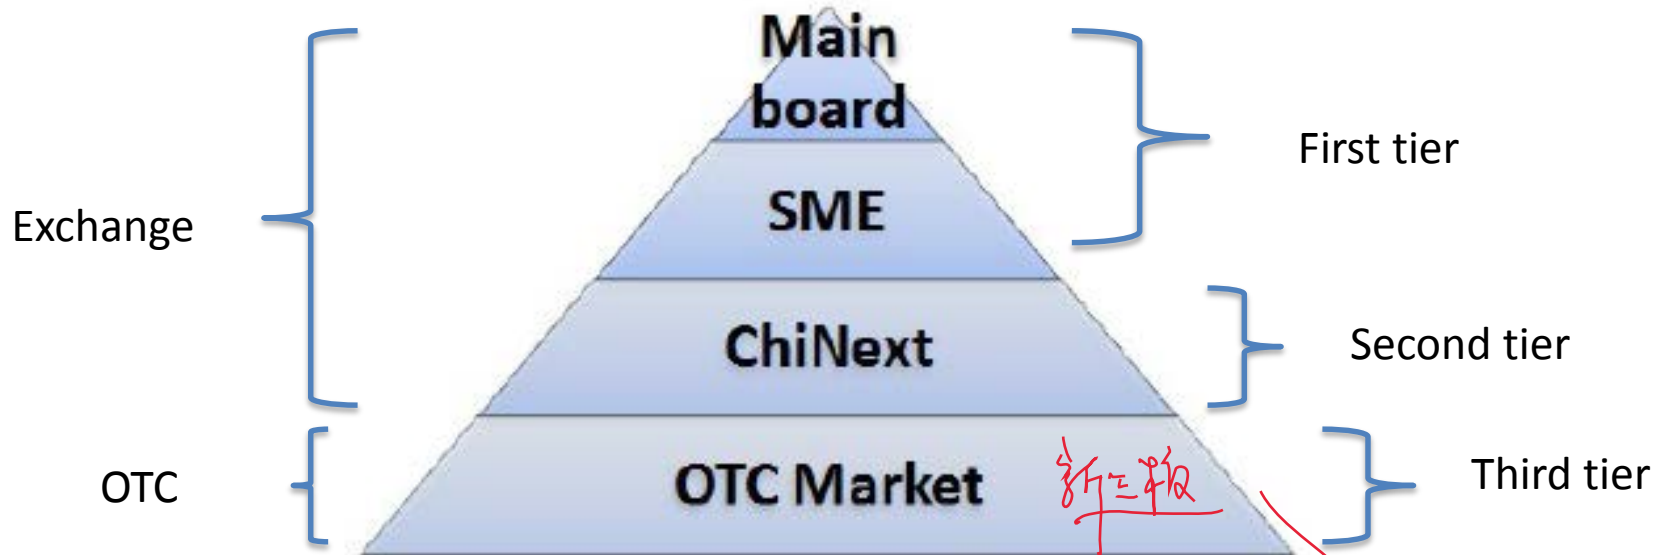 Main
board
First tier
SME
Exchange
ChiNext
Second tier
OTC
OTC Market
新三板
Third tier